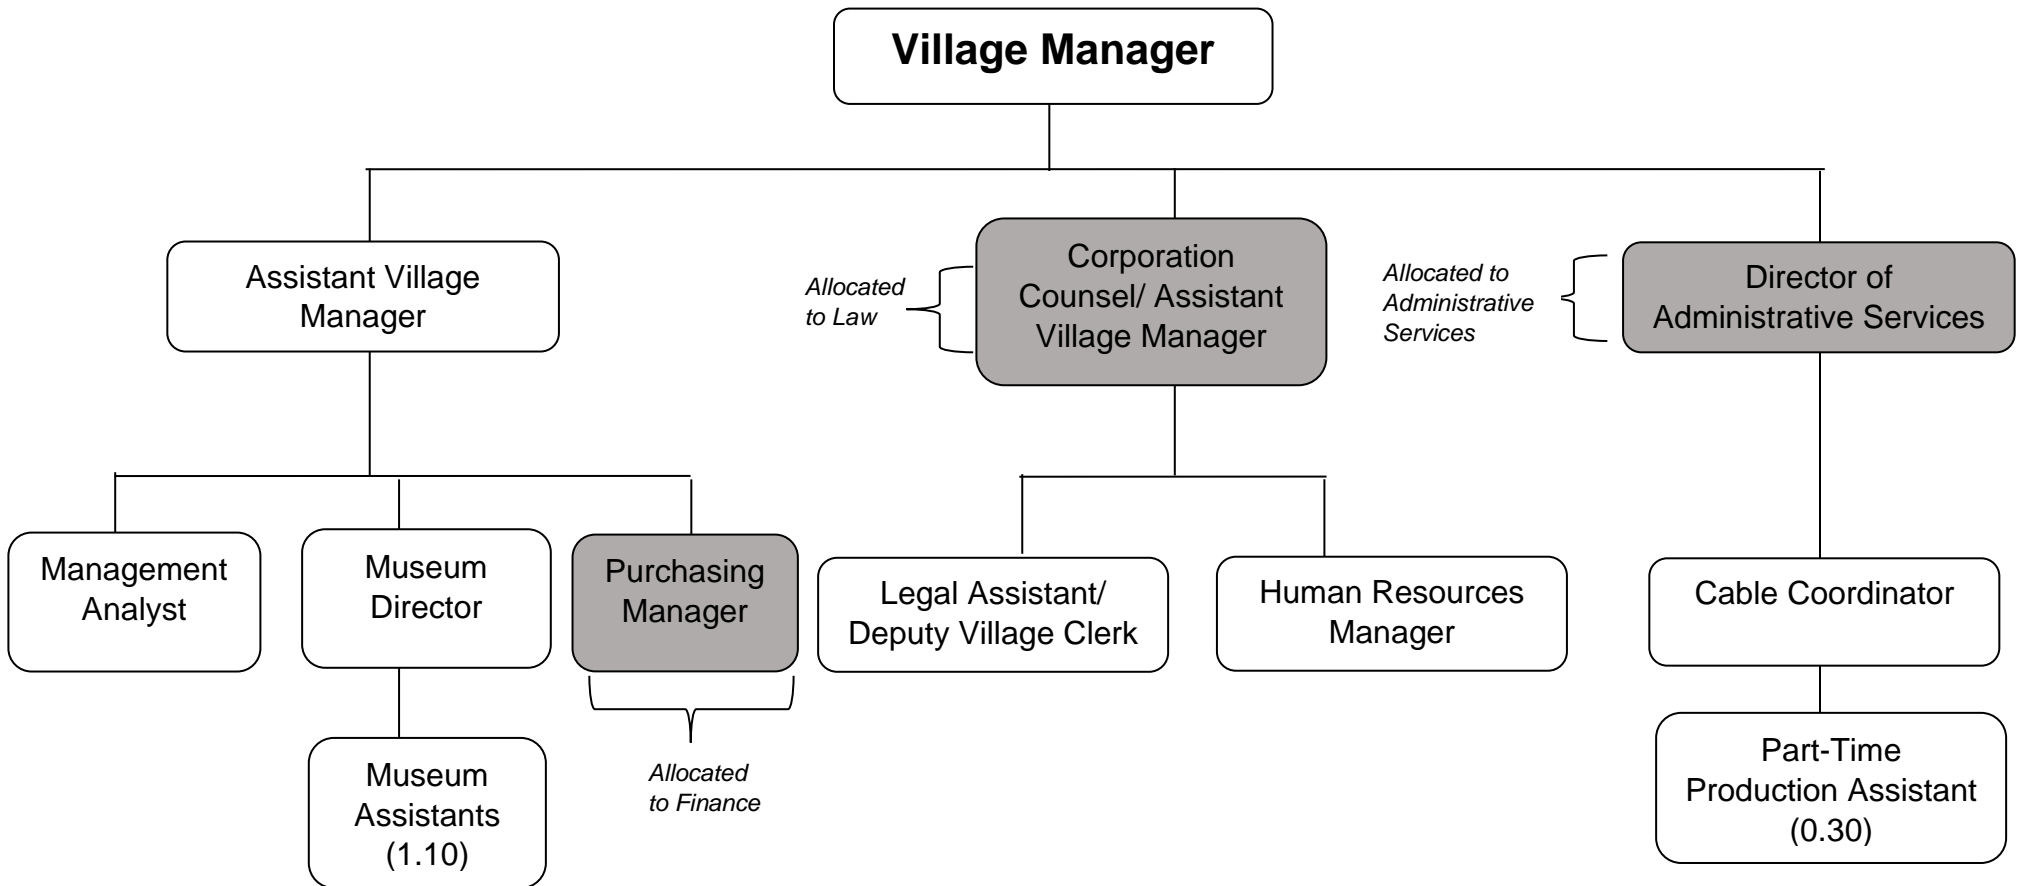 Village Manager
Assistant Village
Manager
Allocated
to Law
Corporation
Counsel/ Assistant
Village Manager
Allocated to
Administrative
Services
Director of
Administrative Services
Management
Analyst
Museum
Director
Purchasing
Manager
Legal Assistant/
Deputy Village Clerk
Human Resources
Manager
Cable Coordinator
Museum
Assistants
(1.10)
Allocated
to Finance
Part-Time
Production Assistant
(0.30)